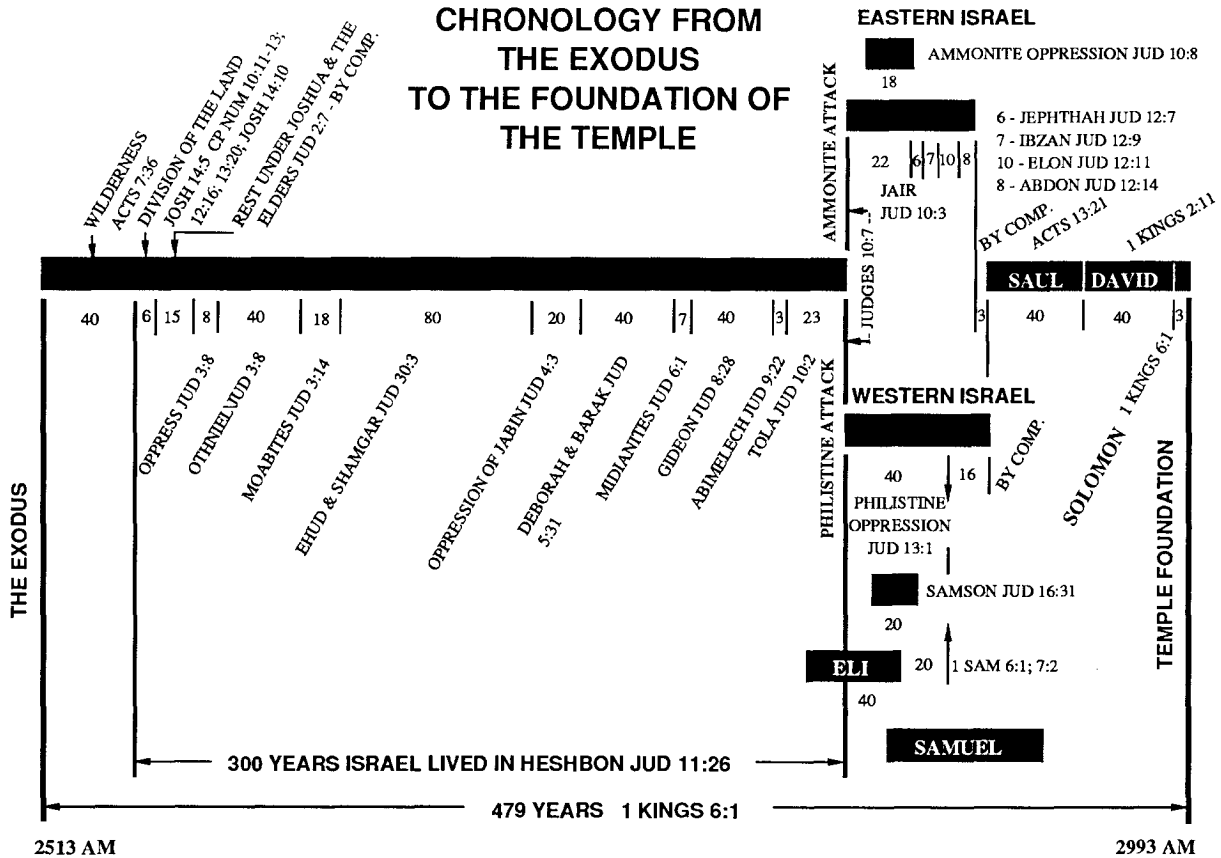 CHRONOLOGY FROM
THE EXODUS
TO THE FOUNDATION OF
THE TEMPLE
EASTERN ISRAEL
AMMONITE OPPRESSION JUD 10:8
18
6 - JEPHTHAH JUD 12:7
7 - IBZAN JUD 12:9
10 - ELON JUD 12:11
8 - ABDON JUD 12:14
22 6 7 10 8
JAIR
JUD 10:3
AMMONITE ATTACK
JUDGES 10:7
WILDERNESS
ACTS 7:36
DIVISION OF THE LAND
JOSH 14:5 CP NUM 10:11-13;
12:16; 13:20; JOSH 14:10
REST UNDER JOSHUA & THE
ELDERS JUD 2:7 - BY COMP.
BY COMP.
ACTS 13:21
1 KINGS 2:11
SAUL DAVID
40 6 15 8 40 18 80 20 40 7 40 3 23 3 40 40 3
OPPRESS JUD 3:8
OTHNIEL\JUD 3:8
MOABITES JUD 3:14
EHUD & SHAMGAR JUD 30:3
OPPRESSION OF JABIN JUD 4:3
DEBORAH & BARAK JUD
5:31
MIDIANITES JUD 6:1
GIDEON JUD 8:28
ABIMELECH JUD 9:22
TOLA JUD 10:2
PHILISTINE ATTACK
WESTERN ISRAEL
40 16
BY COMP.
PHILISTINE
OPPRESSION
JUD 13:1
SOLOMON 1 KINGS 6:1
SAMSON JUD 16:31
20
ELI
20 1 SAM 6:1; 7:2
40
SAMUEL
THE EXODUS
TEMPLE FOUNDATION
300 YEARS ISRAEL LIVED IN HESHBON JUD 11:26
479 YEARS 1 KINGS 6:1
2513 AM
2993 AM